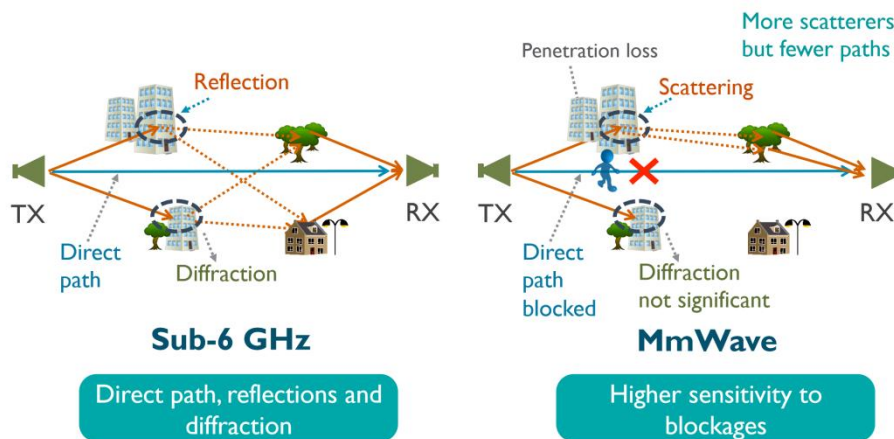 Reflection
TX
RX
Direct
path
Diffraction
Sub-6 GHz
Direct path, reflections and
diffraction
More scatterers
but fewer paths
Penetration loss
Scattering
TX
RX
Direct
path
blocked
Diffraction
not significant
MmWave
Higher sensitivity to
blockages